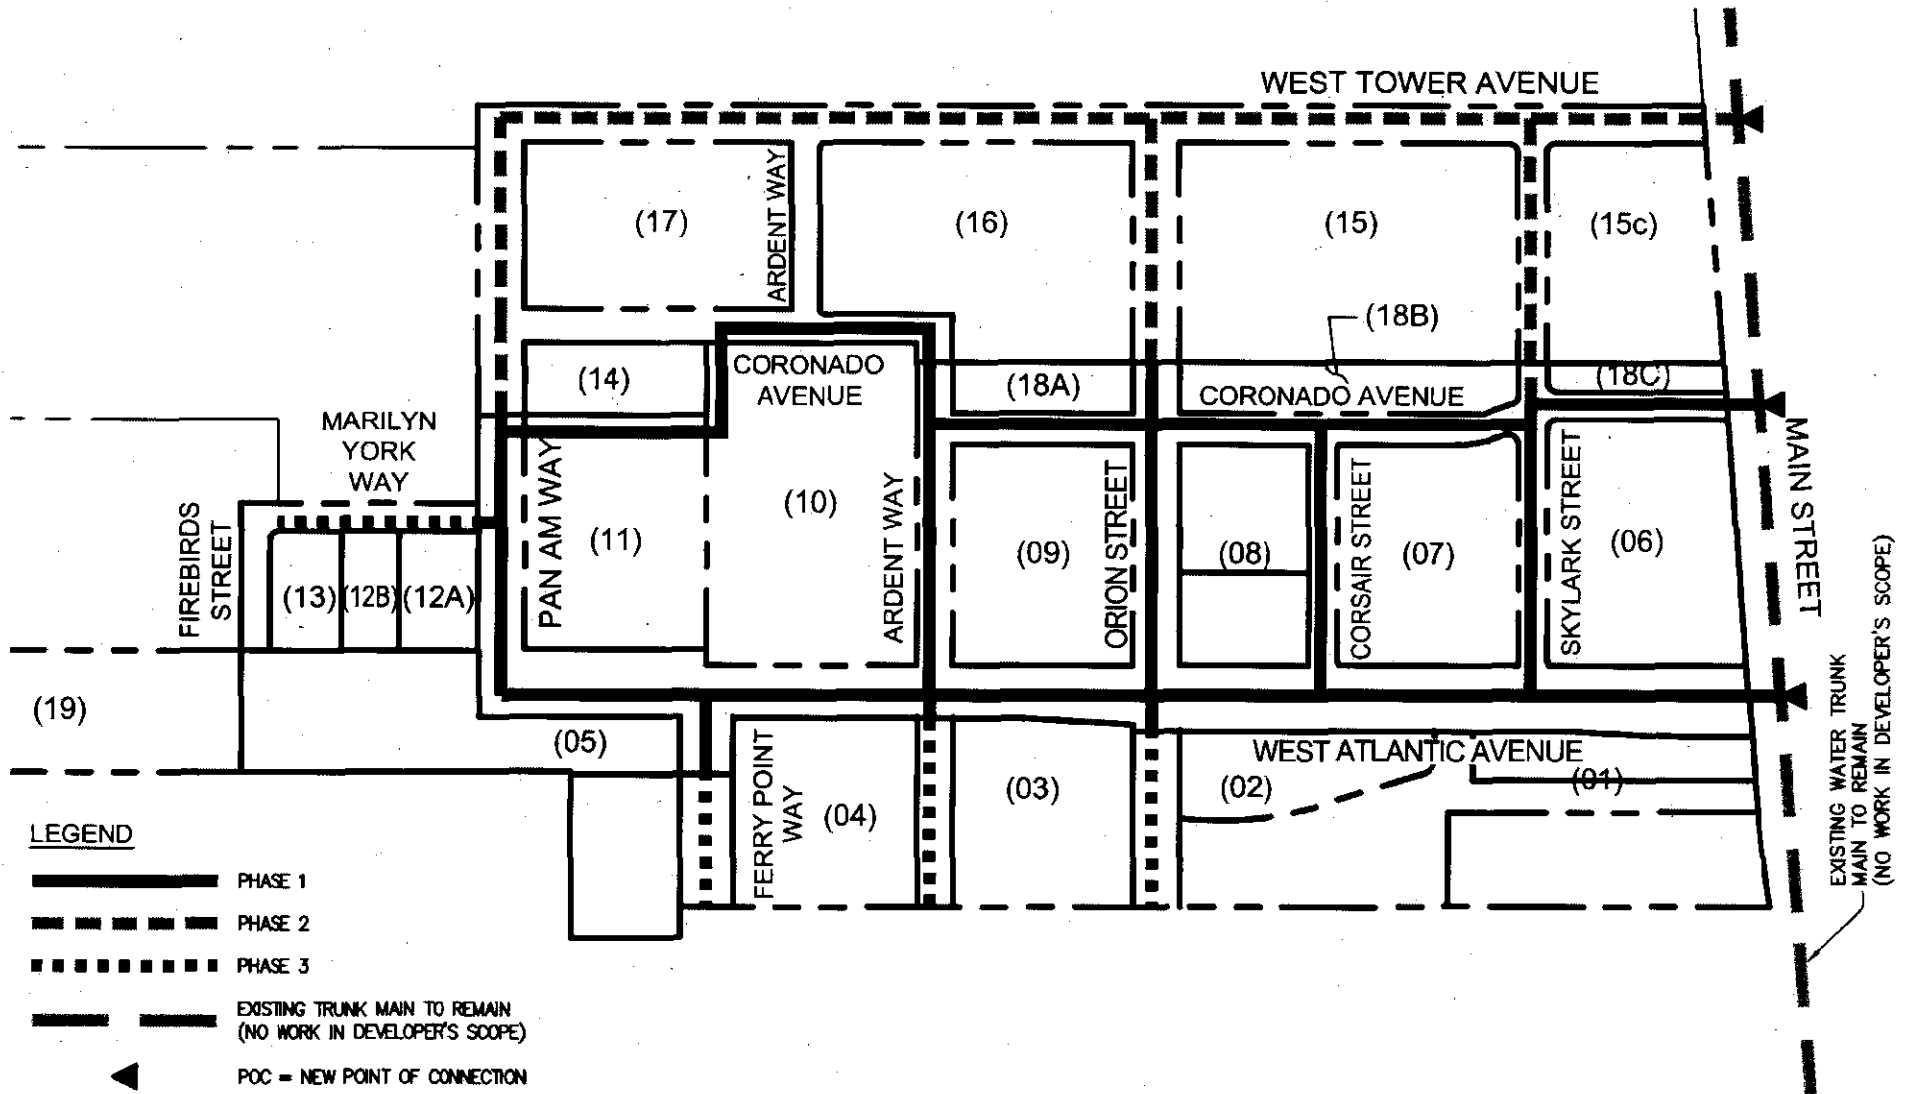 WEST TOWER AVENUE
(17)
ARDENT WAY
(16)
(15)
(15c)
(18B)
(14)
CORONADO
AVENUE
(18A)
CORONADO AVENUE
(18C)
MARILYN
YORK
WAY
FIREBIRDS
STREET
PAN AM WAY
(11)
(10)
ARDENT WAY
(09)
ORION STREET
(08)
CORSAIR STREET
(07)
SKYLARK STREET
(06)
MAIN STREET
(13)
(12B)
(12A)
(19)
(05)
FERRY POINT
WAY
(04)
(03)
WEST ATLANTIC AVENUE
(02)
(01)
EXISTING WATER TRUNK
MAIN TO REMAIN
(NO WORK IN DEVELOPER'S SCOPE)
LEGEND
PHASE 1
PHASE 2
PHASE 3
EXISTING TRUNK MAIN TO REMAIN
(NO WORK IN DEVELOPER'S SCOPE)
POC = NEW POINT OF CONNECTION